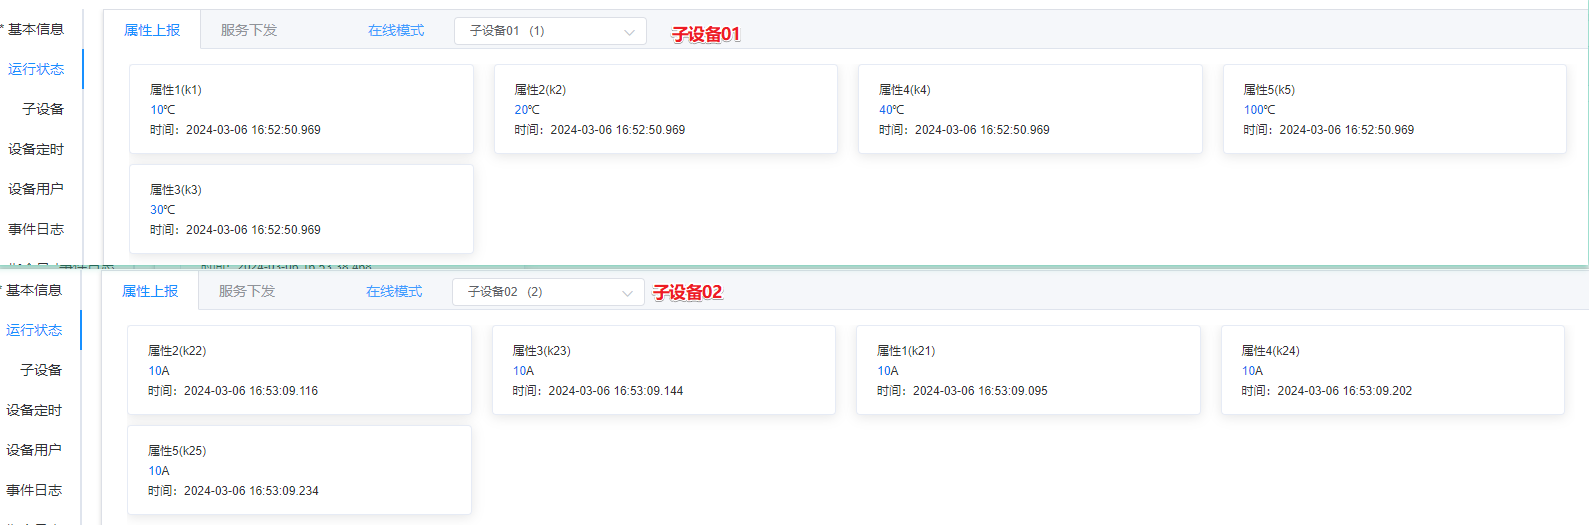 * 基本信息
属性上报 服务下发 在线模式 子设备01 (1) 子设备01
运行状态
子设备
设备定时
设备用户
事件日志
属性1(k1)
10℃
时间：2024-03-06 16:52:50.969
属性2(k2)
20℃
时间：2024-03-06 16:52:50.969
属性4(k4)
40℃
时间：2024-03-06 16:52:50.969
属性5(k5)
100℃
时间：2024-03-06 16:52:50.969
属性3(k3)
30℃
时间：2024-03-06 16:52:50.969
* 基本信息
属性上报 服务下发 在线模式 子设备02 (2) 子设备02
运行状态
子设备
设备定时
设备用户
事件日志
属性2(k22)
10A
时间：2024-03-06 16:53:09.116
属性3(k23)
10A
时间：2024-03-06 16:53:09.144
属性1(k21)
10A
时间：2024-03-06 16:53:09.095
属性4(k24)
10A
时间：2024-03-06 16:53:09.202
属性5(k25)
10A
时间：2024-03-06 16:53:09.234